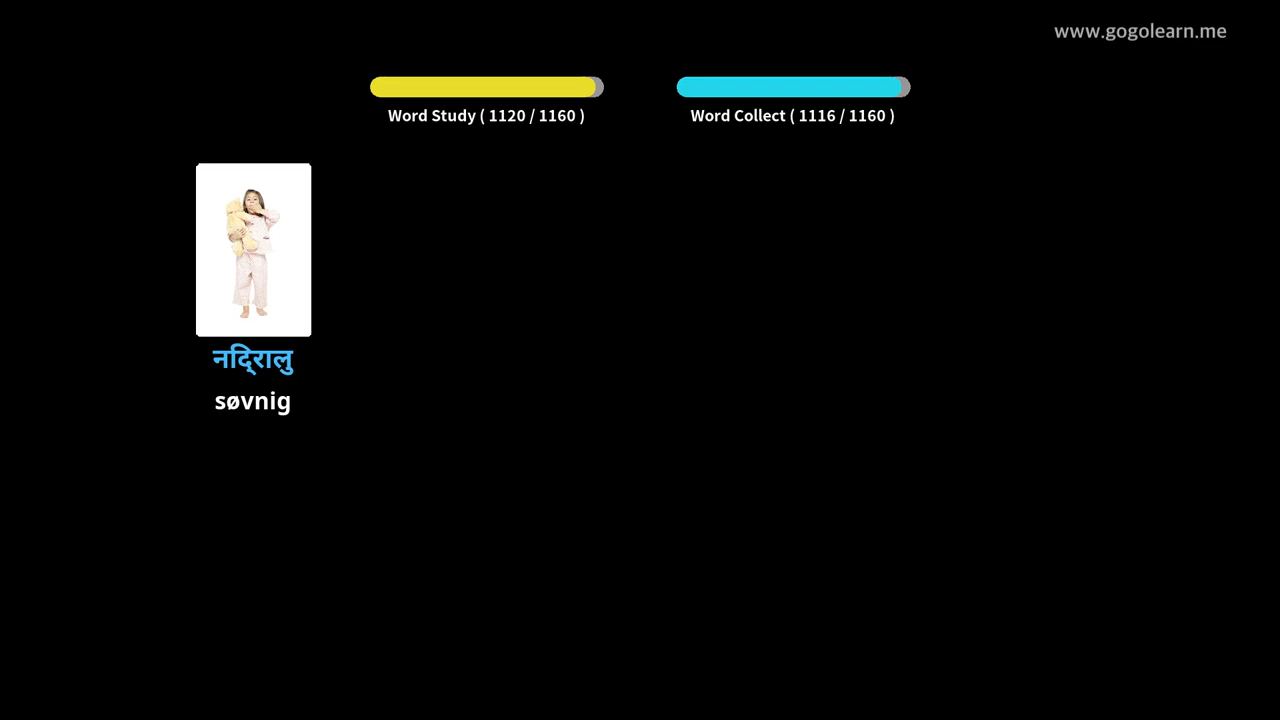 www.gogolearn.me
Word Study ( 1120 / 1160 )
Word Collect ( 1116 / 1160 )
नद्रिालु
søvnig